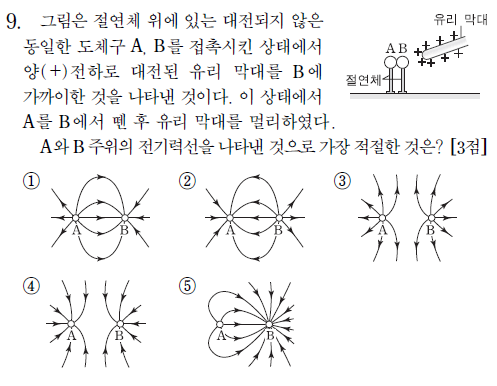 9. 그림은 절연체 위에 있는 대전되지 않은
동일한 도체구 A, B를 접촉시킨 상태에서
양(+)전하로 대전된 유리 막대를 B에
가까이한 것을 나타낸 것이다. 이 상태에서
A를 B에서 뗀 후 유리 막대를 멀리하였다.
유리 막대
A B
절연체
A와 B 주위의 전기력선을 나타낸 것으로 가장 적절한 것은? [3점]
① ② ③
A B A B A B
④ ⑤
A B A B